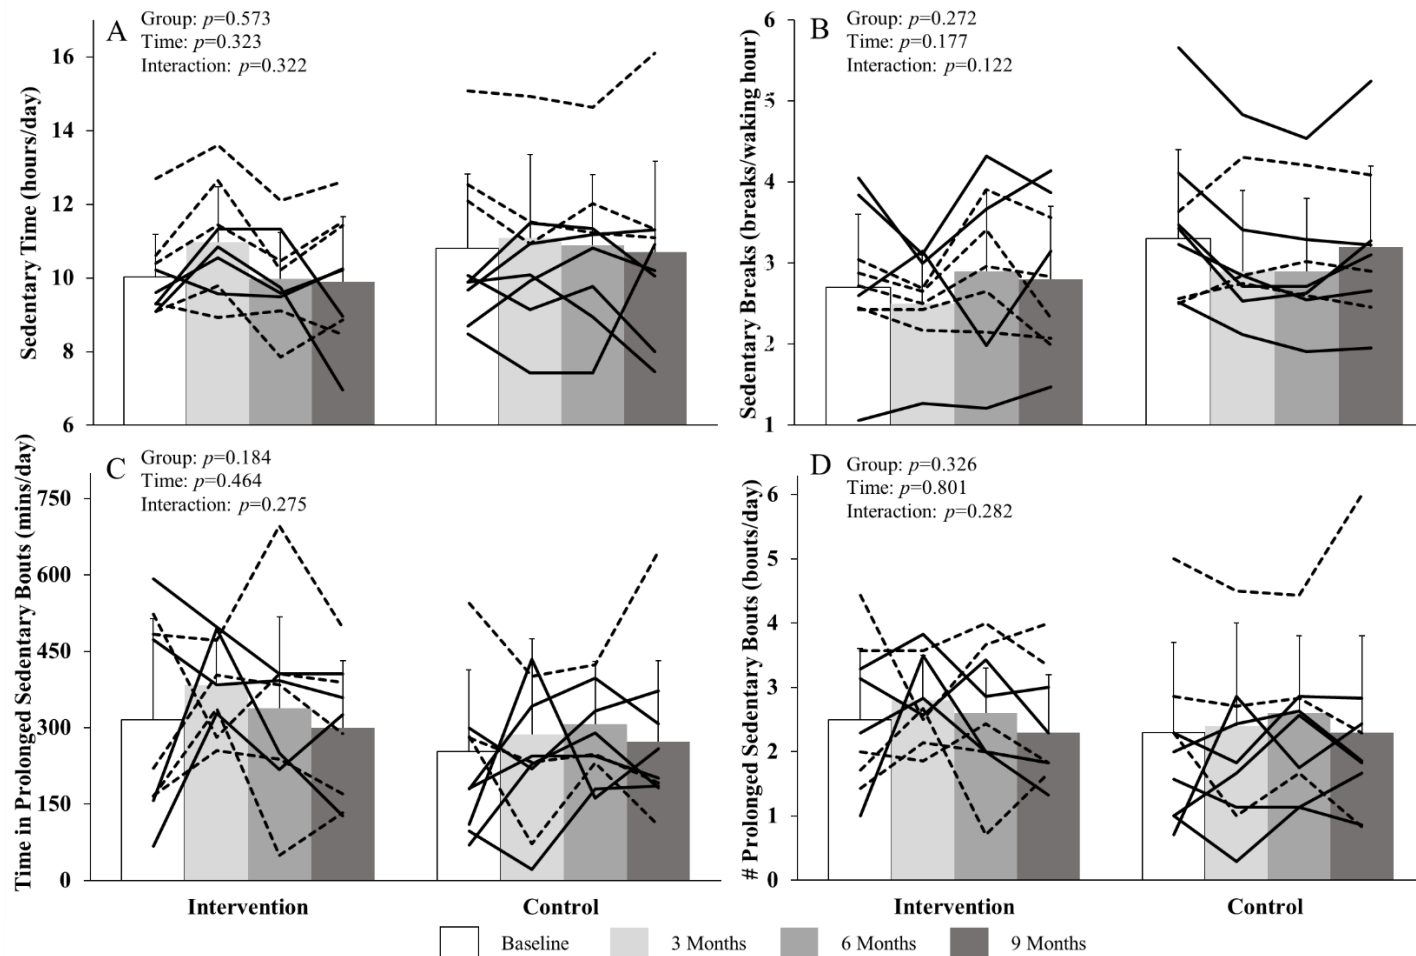 A
Group: p=0.573
Time: p=0.323
Interaction: p=0.322
Sedentary Time (hours/day)
16
14
12
10
8
6
B
Group: p=0.272
Time: p=0.177
Interaction: p=0.122
Sedentary Breaks (breaks/waking hour)
6
5
4
3
2
1
C
Group: p=0.184
Time: p=0.464
Interaction: p=0.275
Time in Prolonged Sedentary Bouts (mins/day)
750
600
450
300
150
0
Intervention
Control
D
Group: p=0.326
Time: p=0.801
Interaction: p=0.282
# Prolonged Sedentary Bouts (bouts/day)
6
5
4
3
2
1
0
Intervention
Control
Baseline
3 Months
6 Months
9 Months